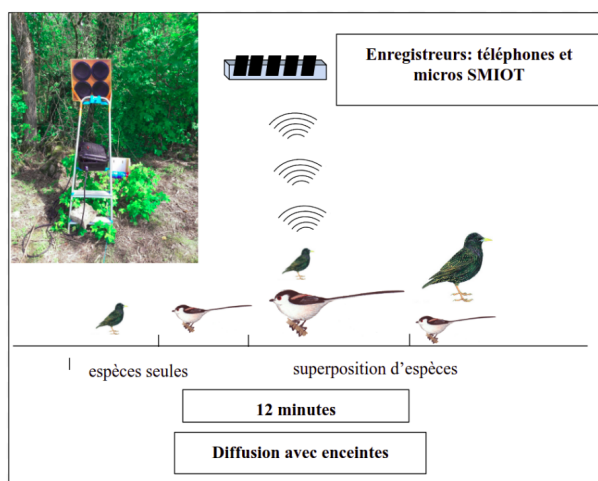 Enregistreurs: téléphones et
micros SMIOT
espèces seules
superposition d'espèces
12 minutes
Diffusion avec enceintes